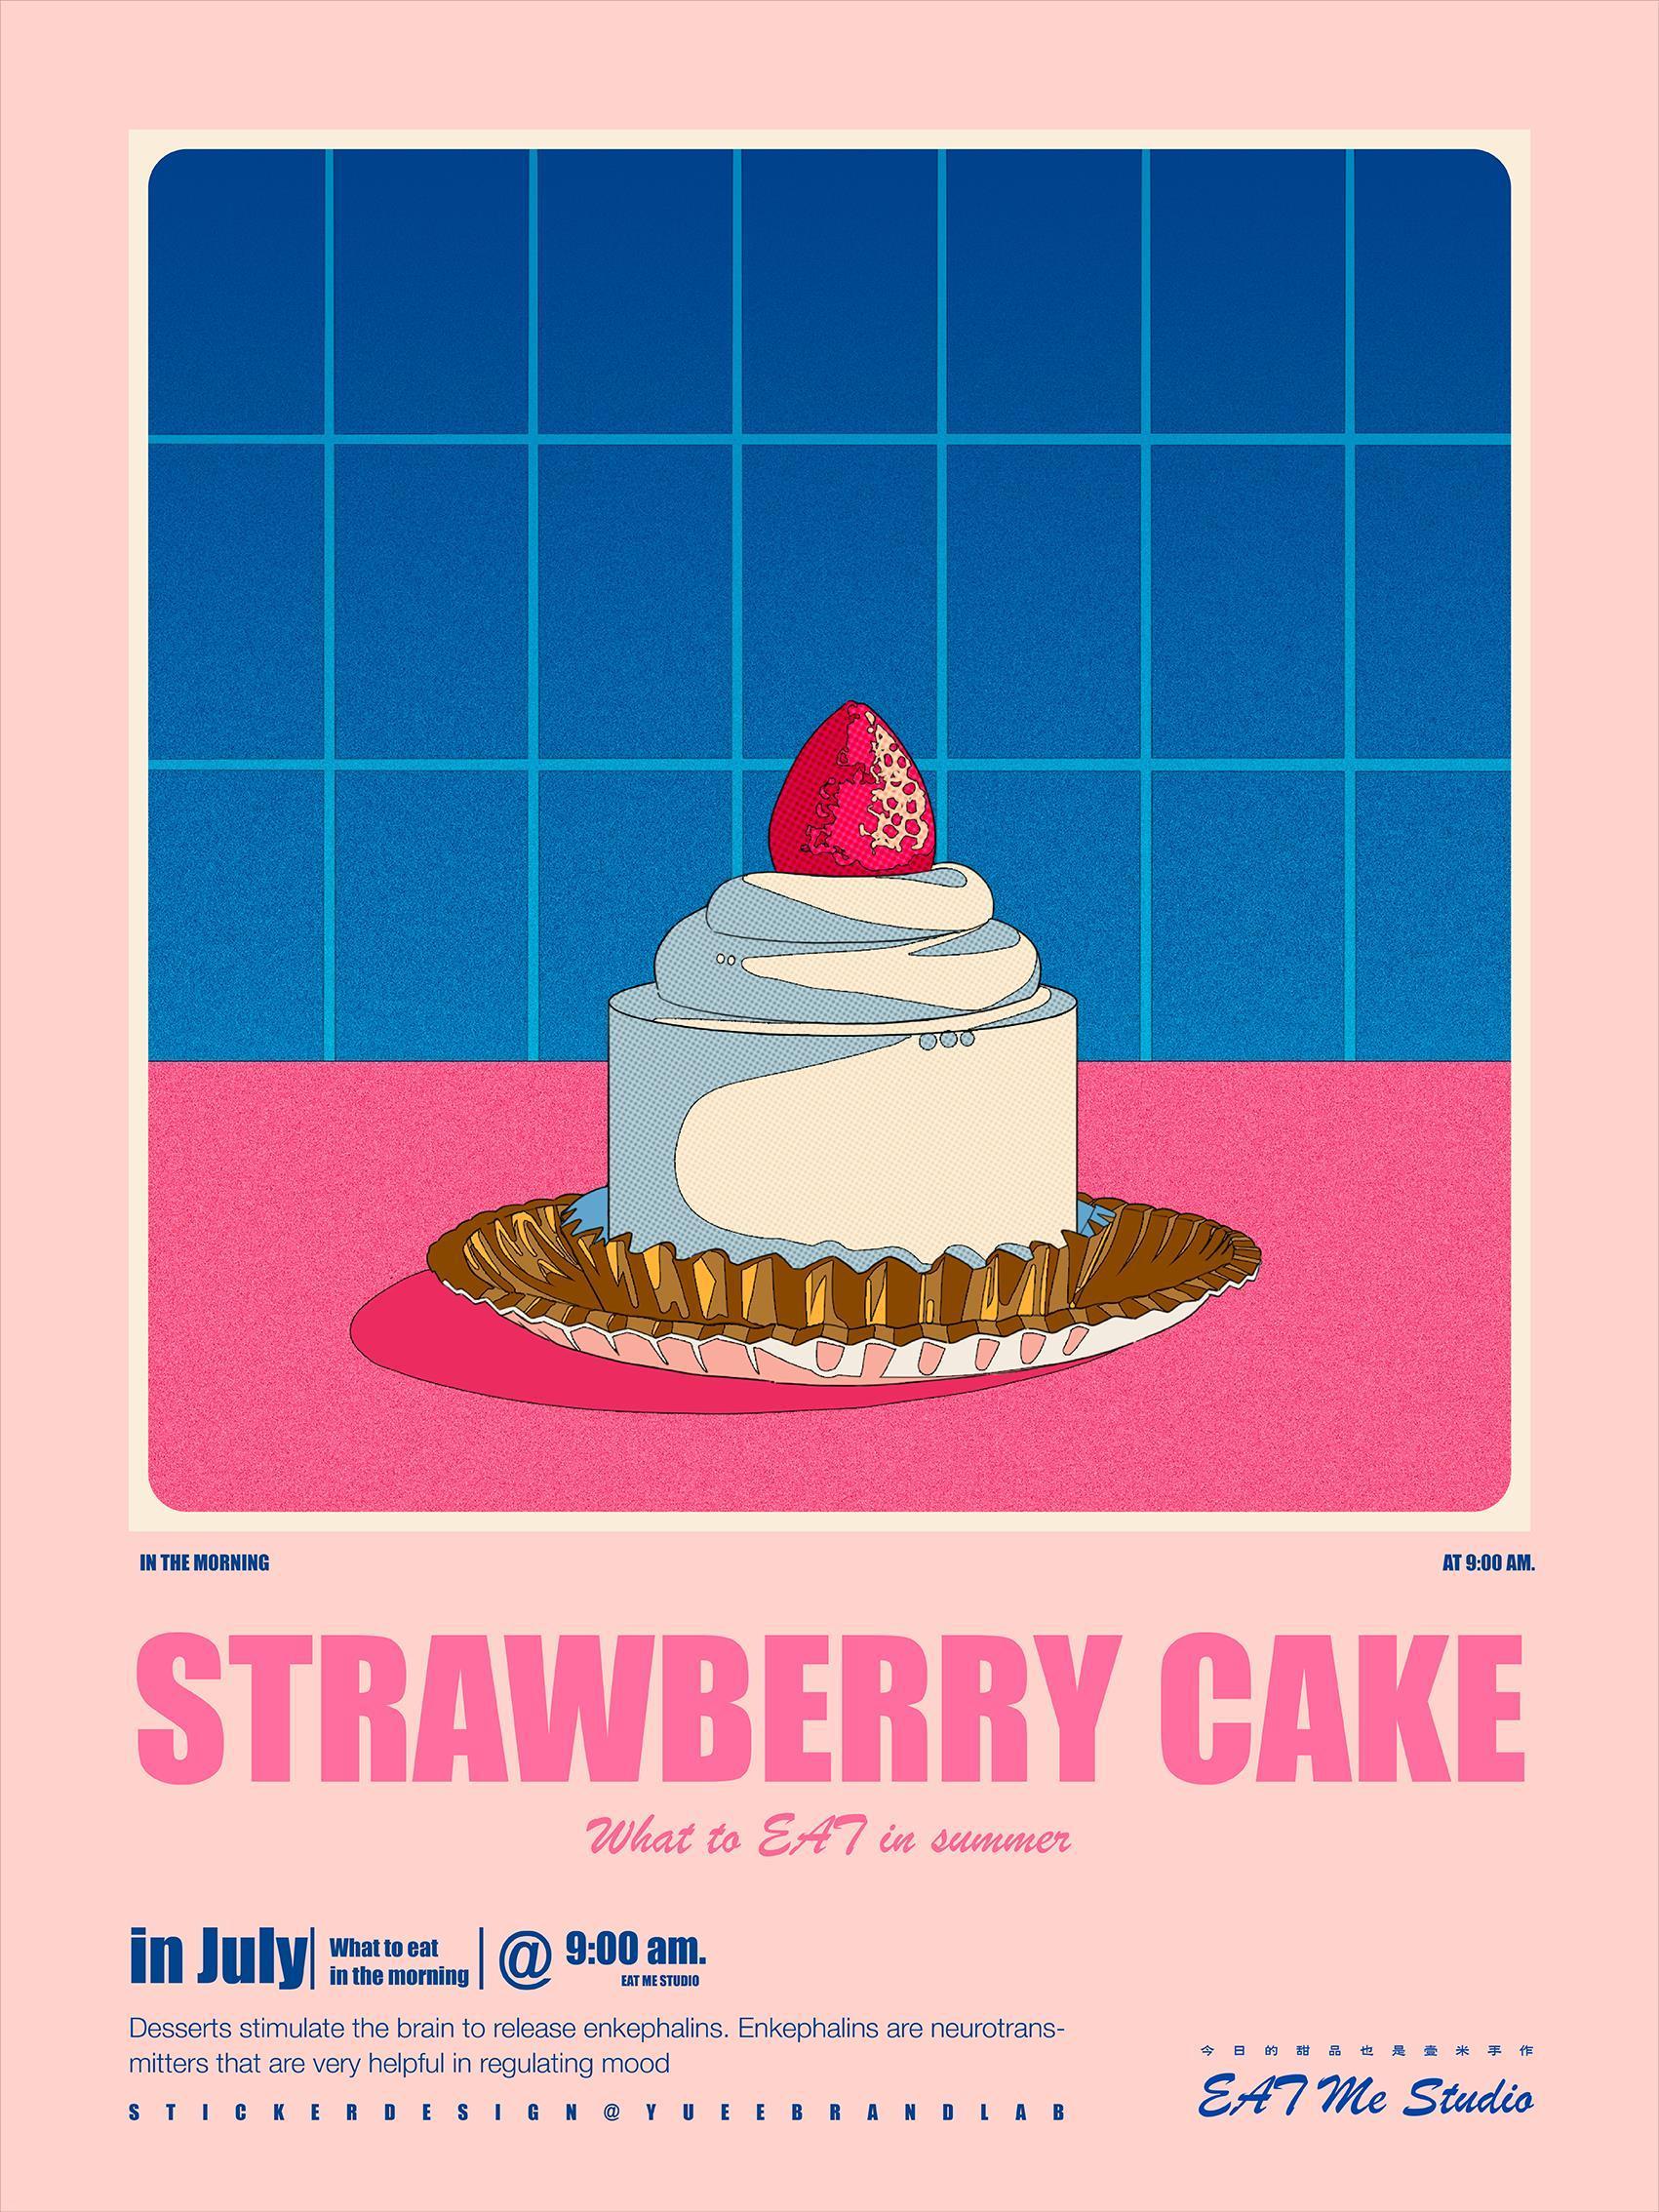 IN THE MORNING
AT 9:00 AM.
STRAWBERRY CAKE
What to EAT in summer
in July
What to eat
in the morning
@ 9:00 am.
EAT ME STUDIO
Desserts stimulate the brain to release enkephalins. Enkephalins are neurotrans-
mitters that are very helpful in regulating mood
STICKERDESIGN@YUEEBRANDLAB
今日的甜品也是壹米手作
EAT Me Studio